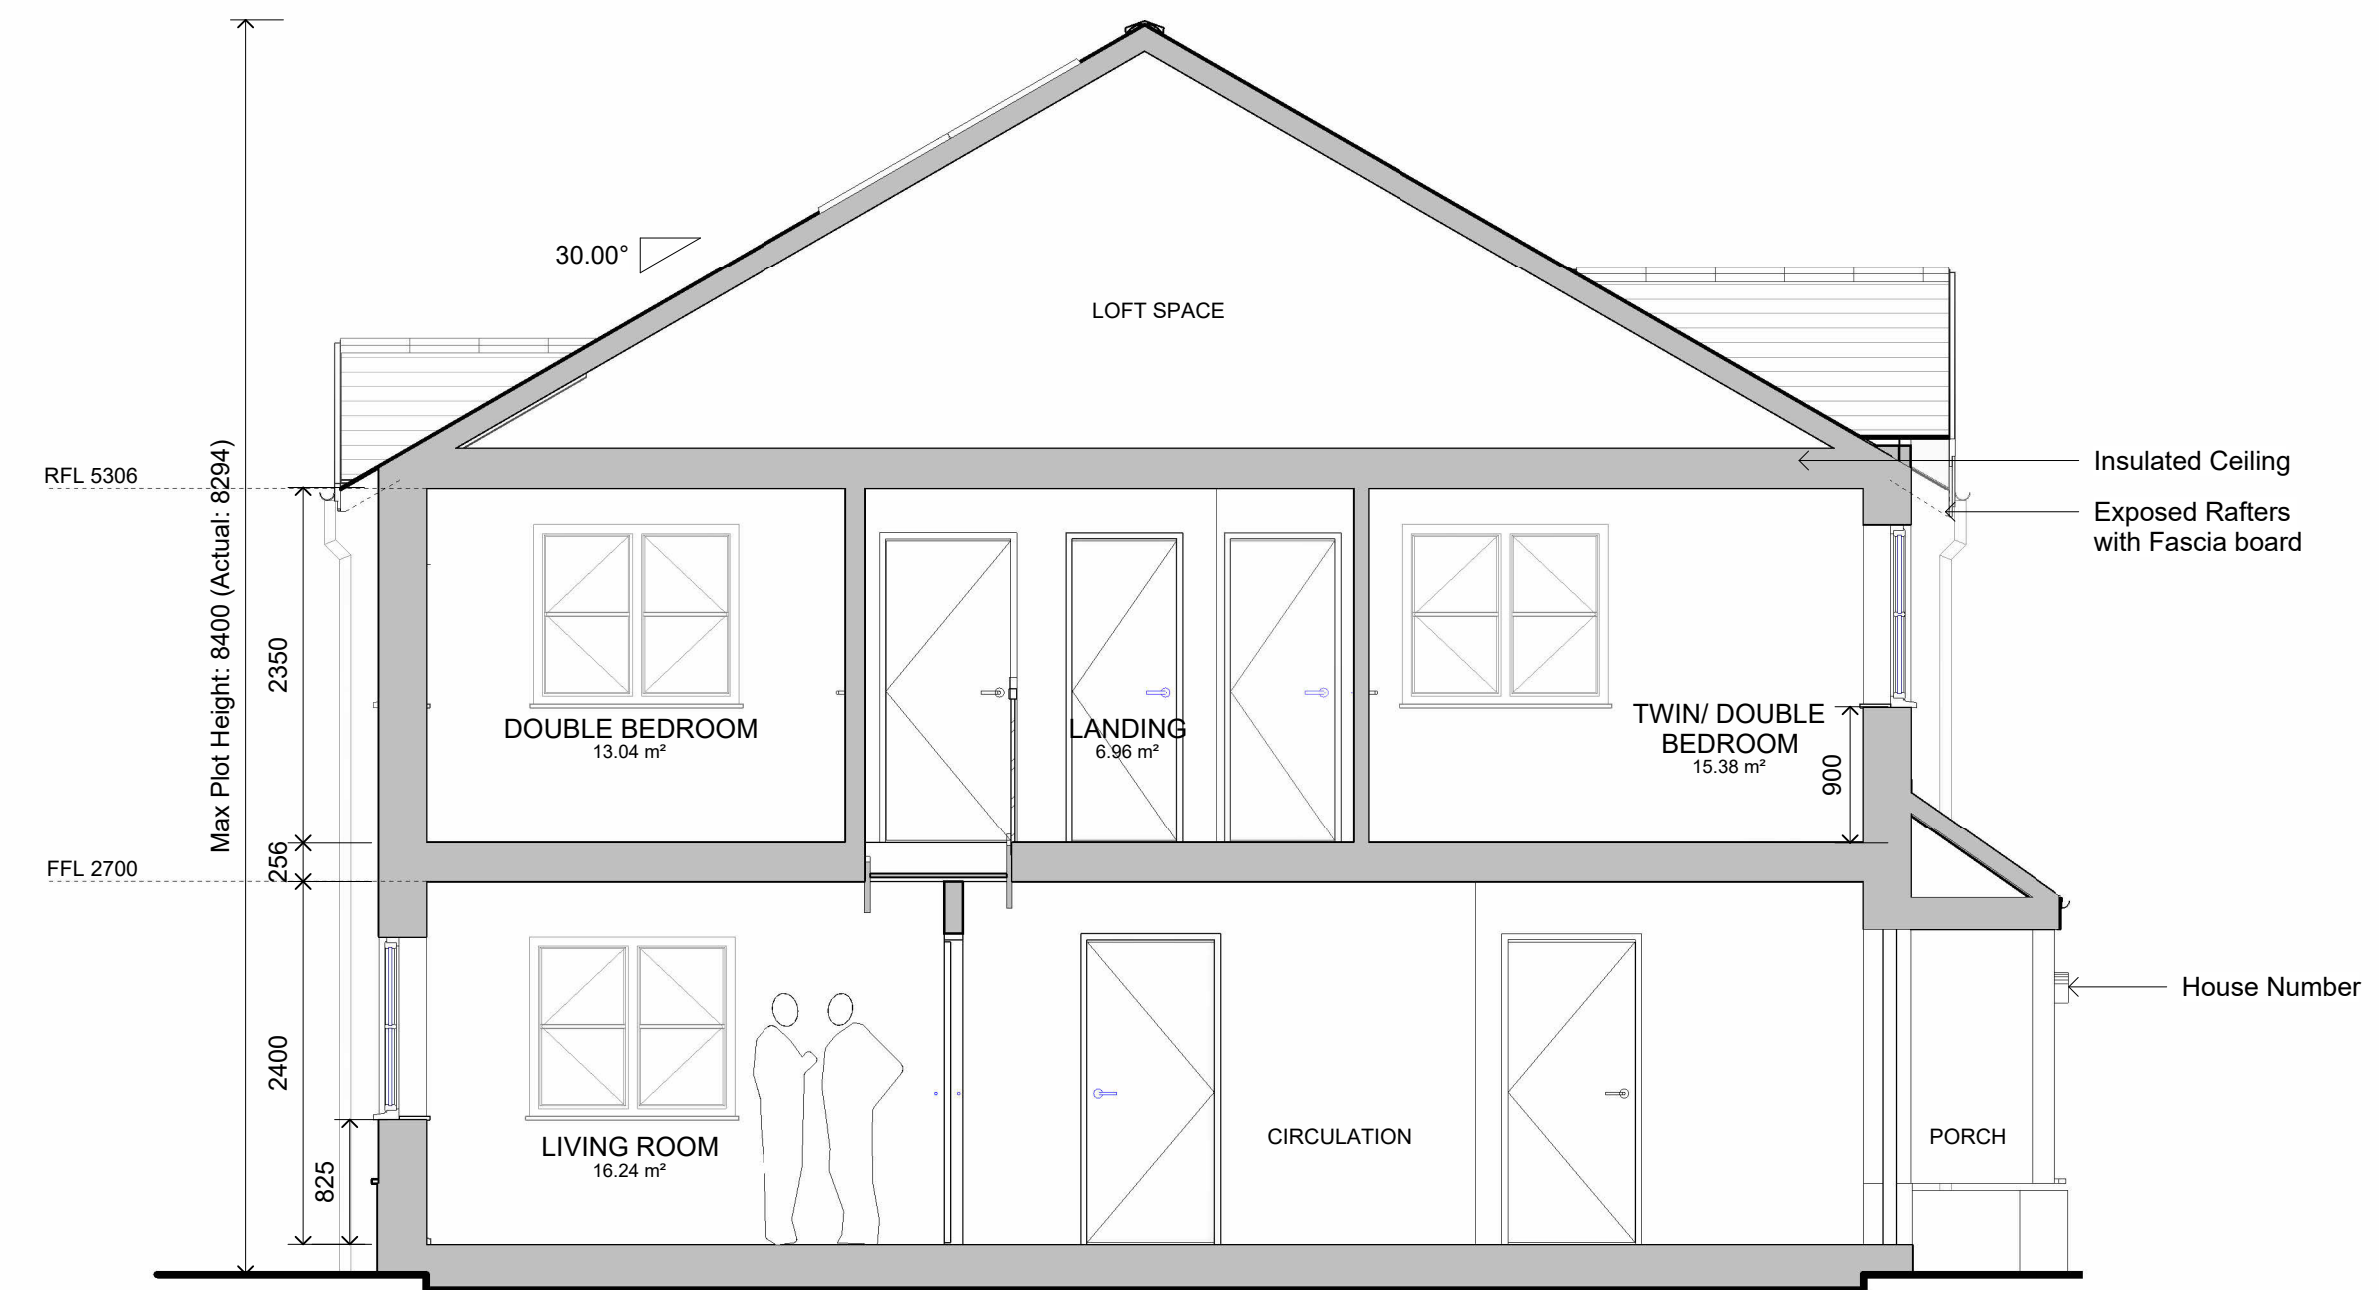 30.00°
LOFT SPACE
RFL 5306
Max Plot Height: 8400 (Actual: 8294)
Insulated Ceiling
Exposed Rafters
with Fascia board
2350
DOUBLE BEDROOM
13.04 m²
LANDING
6.96 m²
TWIN/ DOUBLE
BEDROOM
15.38 m²
900
256
FFL 2700
House Number
2400
LIVING ROOM
16.24 m²
CIRCULATION
PORCH
825